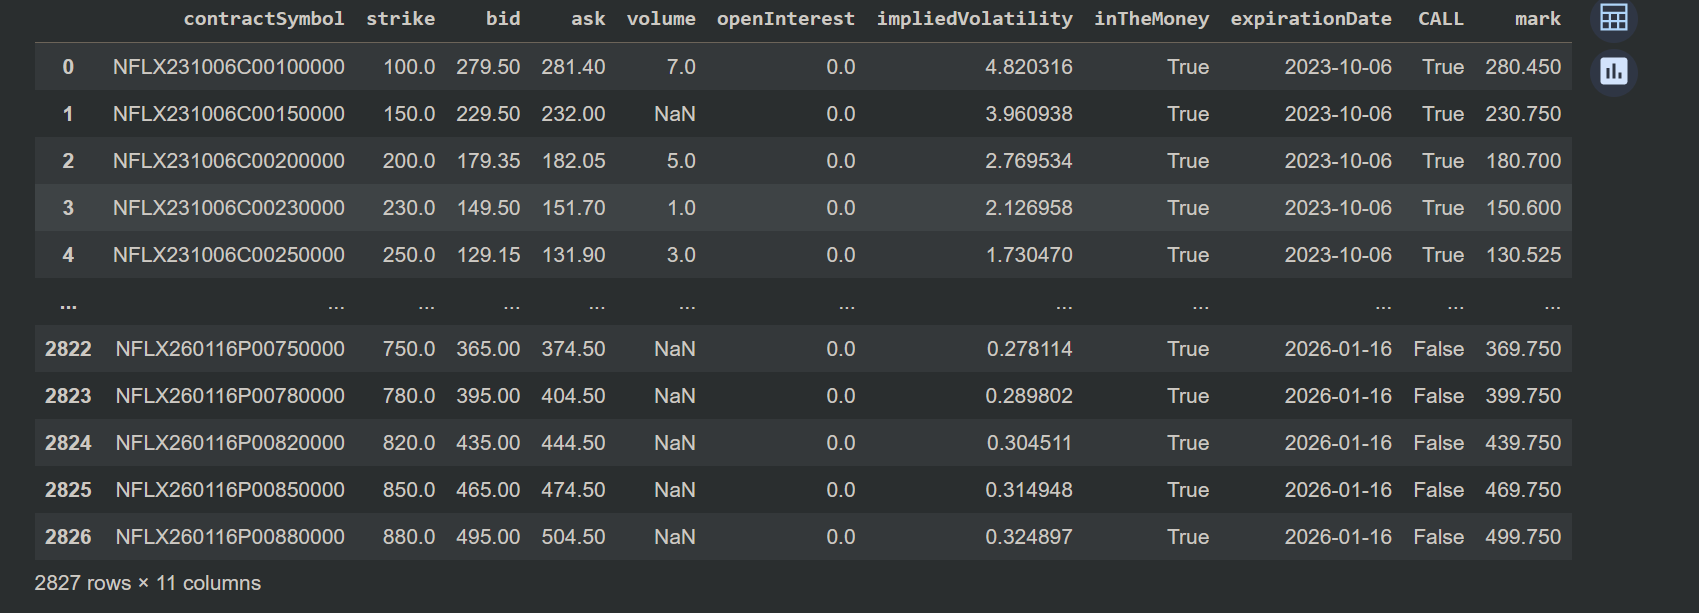 contractSymbol strike bid ask volume openInterest impliedVolatility inTheMoney expirationDate CALL mark
0 NFLX231006C00100000 100.0 279.50 281.40 7.0 0.0 4.820316 True 2023-10-06 True 280.450
1 NFLX231006C00150000 150.0 229.50 232.00 NaN 0.0 3.960938 True 2023-10-06 True 230.750
2 NFLX231006C00200000 200.0 179.35 182.05 5.0 0.0 2.769534 True 2023-10-06 True 180.700
3 NFLX231006C00230000 230.0 149.50 151.70 1.0 0.0 2.126958 True 2023-10-06 True 150.600
4 NFLX231006C00250000 250.0 129.15 131.90 3.0 0.0 1.730470 True 2023-10-06 True 130.525
... ... ... ... ... ... ... ... ... ... ... ...
2822 NFLX260116P00750000 750.0 365.00 374.50 NaN 0.0 0.278114 True 2026-01-16 False 369.750
2823 NFLX260116P00780000 780.0 395.00 404.50 NaN 0.0 0.289802 True 2026-01-16 False 399.750
2824 NFLX260116P00820000 820.0 435.00 444.50 NaN 0.0 0.304511 True 2026-01-16 False 439.750
2825 NFLX260116P00850000 850.0 465.00 474.50 NaN 0.0 0.314948 True 2026-01-16 False 469.750
2826 NFLX260116P00880000 880.0 495.00 504.50 NaN 0.0 0.324897 True 2026-01-16 False 499.750
2827 rows × 11 columns